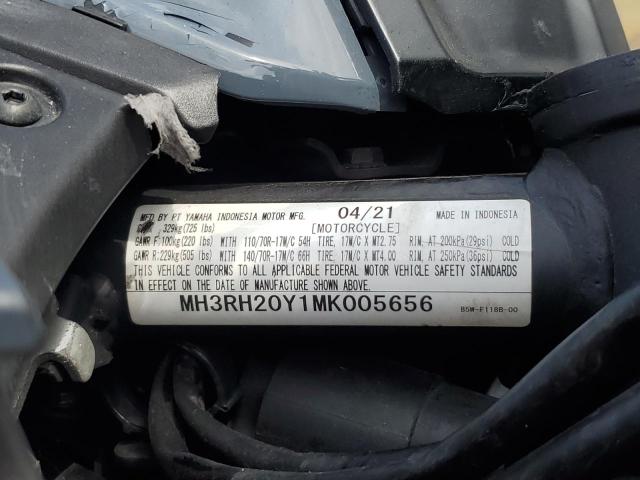 MFD BY PT YAMAHA INDONESIA MOTOR MFG. 04/21 MADE IN INDONESIA
329kg(725 lbs) [MOTORCYCLE]
GAWR F:100kg(220 lbs) WITH 110/70R-17M/C 54H TIRE, 17M/C X MT2.75 RIM, AT 200kPa(29psi) COLD
GAWR R:229kg(505 lbs) WITH 140/70R-17M/C 66H TIRE, 17M/C X MT4.00 RIM, AT 250kPa(36psi) COLD
THIS VEHICLE CONFORMS TO ALL APPLICABLE FEDERAL MOTOR VEHICLE SAFETY STANDARDS
IN EFFECT ON THE DATE OF MANUFACTURE SHOWN ABOVE.
MH3RH20Y1MK005656 B5W-F118B-00